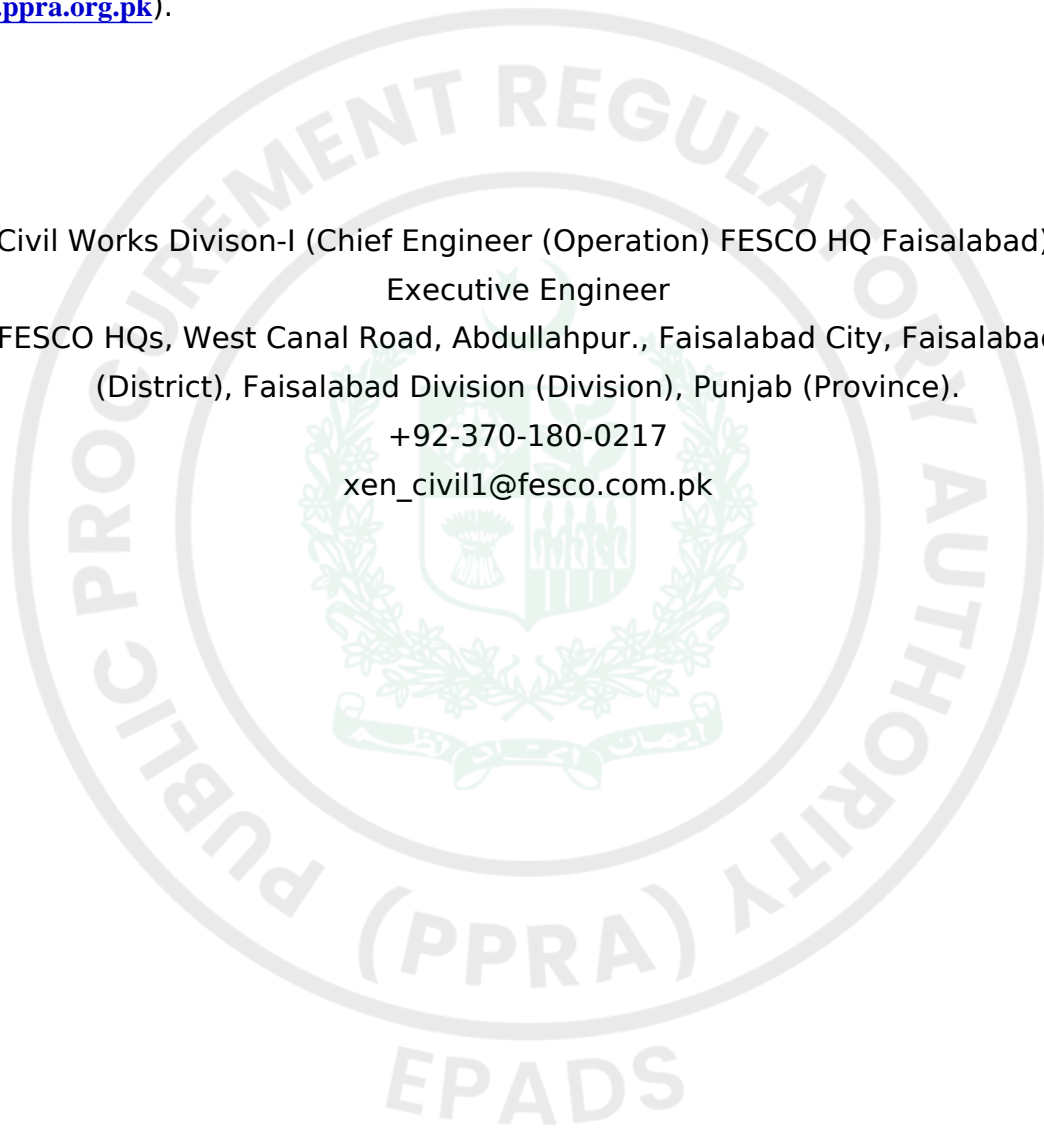 .ppra.org.pk).
Civil Works Divison-I (Chief Engineer (Operation) FESCO HQ Faisalabad)
Executive Engineer
FESCO HQs, West Canal Road, Abdullahpur., Faisalabad City, Faisalabad
(District), Faisalabad Division (Division), Punjab (Province).
+92-370-180-0217
xen_civil1@fesco.com.pk
PUBLIC PROCUREMENT REGULATORY AUTHORITY
(PPRA)
EPADS